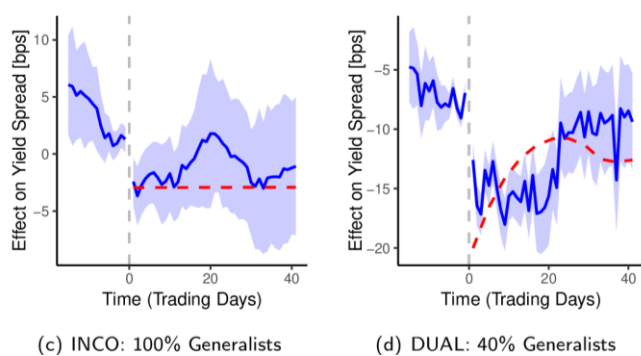 Effect on Yield Spread [bps]
10
5
0
−5
0
20
40
Time (Trading Days)
(c) INCO: 100% Generalists
Effect on Yield Spread [bps]
−5
−10
−15
−20
0
20
40
Time (Trading Days)
(d) DUAL: 40% Generalists